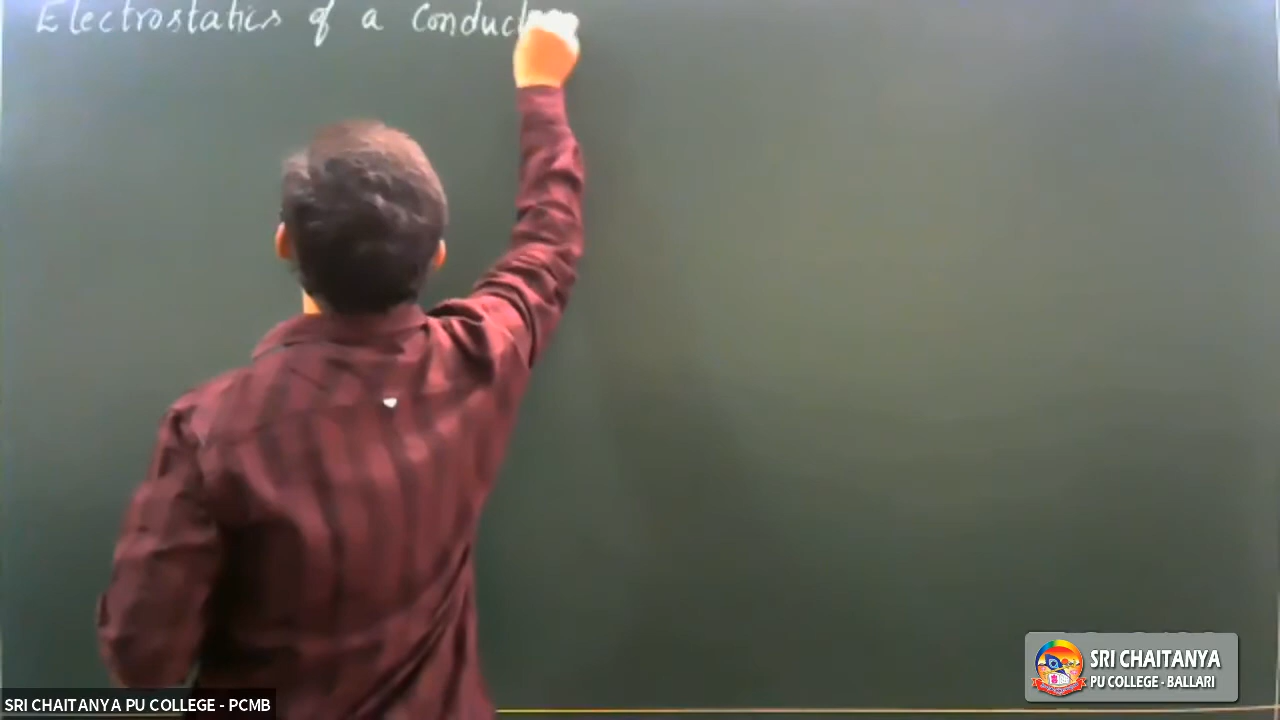 Electrostatics of a Conductor
SRI CHAITANYA
PU COLLEGE - BALLARI
SRI CHAITANYA PU COLLEGE - PCMB